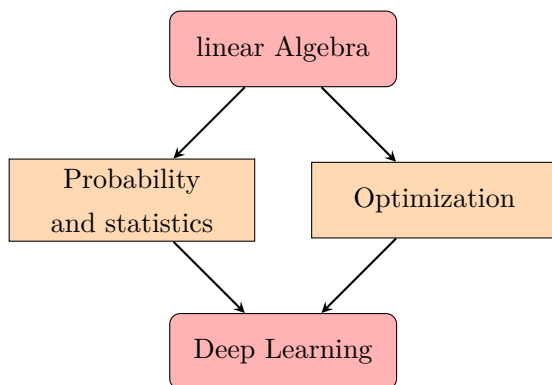 linear Algebra
Probability
and statistics
Optimization
Deep Learning